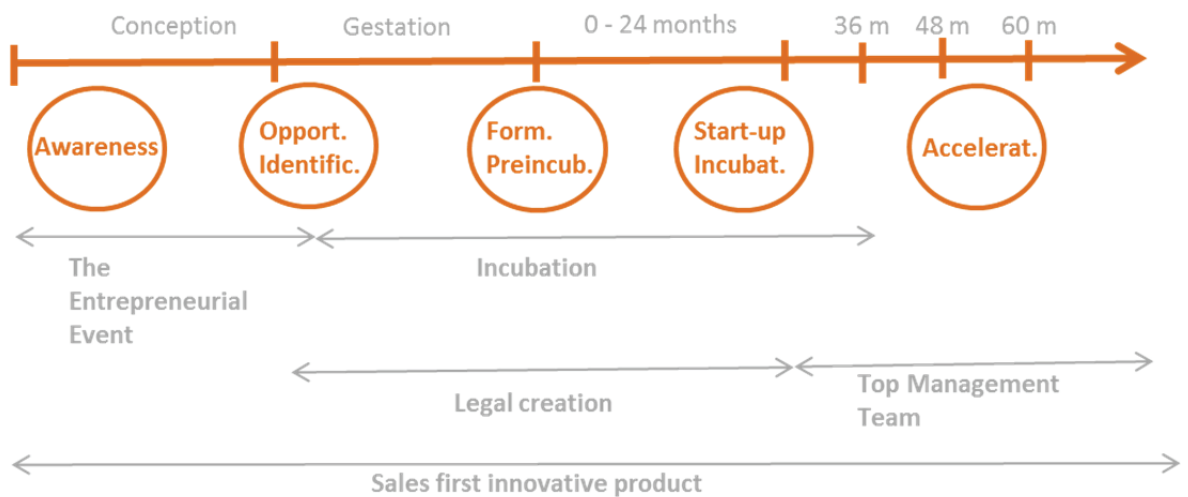 Conception Gestation 0 - 24 months 36 m 48 m 60 m
Awareness
Opport.
Identific.
Form.
Preincub.
Start-up
Incubat.
Accelerat.
The
Entrepreneurial
Event
Incubation
Legal creation
Top Management
Team
Sales first innovative product